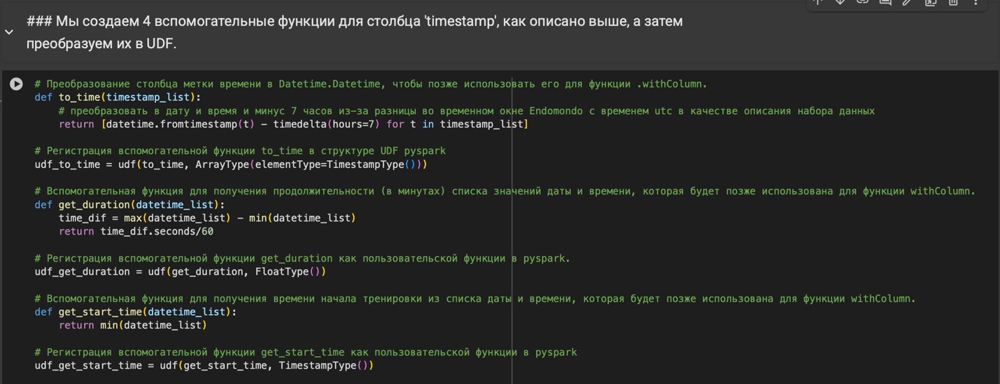 ### Мы создаем 4 вспомогательные функции для столбца 'timestamp', как описано выше, а затем
преобразуем их в UDF.
# Преобразование столбца метки времени в Datetime.Datetime, чтобы позже использовать его для функции .withColumn.
def to_time(timestamp_list):
    # преобразовать в дату и время и минус 7 часов из-за разницы во временном окне Endomondo с временем utc в качестве описания набора данных
    return [datetime.fromtimestamp(t) - timedelta(hours=7) for t in timestamp_list]
# Регистрация вспомогательной функции to_time в структуре UDF pyspark
udf_to_time = udf(to_time, ArrayType(elementType=TimestampType()))
# Вспомогательная функция для получения продолжительности (в минутах) списка значений даты и времени, которая будет позже использована для функции withColumn.
def get_duration(datetime_list):
    time_dif = max(datetime_list) - min(datetime_list)
    return time_dif.seconds/60
# Регистрация вспомогательной функции get_duration как пользовательской функции в pyspark.
udf_get_duration = udf(get_duration, FloatType())
# Вспомогательная функция для получения времени начала тренировки из списка даты и времени, которая будет позже использована для функции withColumn.
def get_start_time(datetime_list):
    return min(datetime_list)
# Регистрация вспомогательной функции get_start_time как пользовательской функции в pyspark
udf_get_start_time = udf(get_start_time, TimestampType())